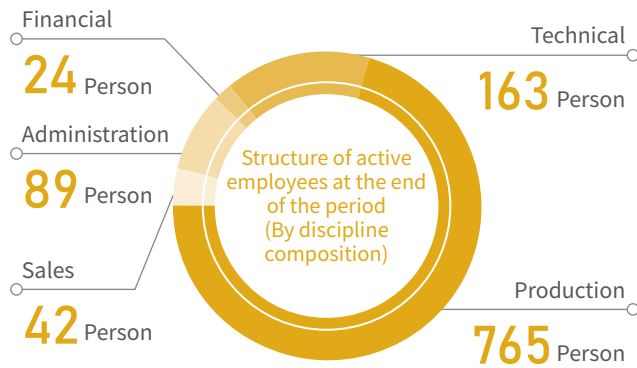 Financial
24 Person
Administration
89 Person
Sales
42 Person
Structure of active
employees at the end
of the period
(By discipline
composition)
Technical
163 Person
Production
765 Person